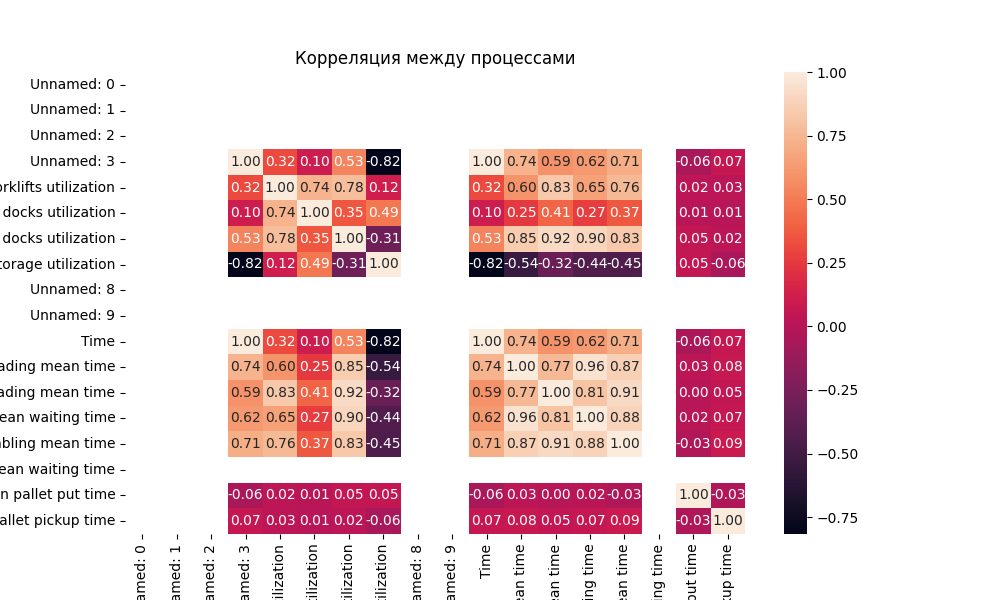 Корреляция между процессами
Unnamed: 0
Unnamed: 1
Unnamed: 2
Unnamed: 3 1.00 0.32 0.10 0.53 -0.82 1.00 0.74 0.59 0.62 0.71 -0.06 0.07
orklifts utilization 0.32 1.00 0.74 0.78 0.12 0.32 0.60 0.83 0.65 0.76 0.02 0.03
docks utilization 0.10 0.74 1.00 0.35 0.49 0.10 0.25 0.41 0.27 0.37 0.01 0.01
docks utilization 0.53 0.78 0.35 1.00 -0.31 0.53 0.85 0.92 0.90 0.83 0.05 0.02
torage utilization -0.82 0.12 0.49 -0.31 1.00 -0.82 -0.54 -0.32 -0.44 -0.45 0.05 -0.06
Unnamed: 8
Unnamed: 9
Time 1.00 0.32 0.10 0.53 -0.82 1.00 0.74 0.59 0.62 0.71 -0.06 0.07
ading mean time 0.74 0.60 0.25 0.85 -0.54 0.74 1.00 0.77 0.96 0.87 0.03 0.08
ading mean time 0.59 0.83 0.41 0.92 -0.32 0.59 0.77 1.00 0.81 0.91 0.00 0.05
ean waiting time 0.62 0.65 0.27 0.90 -0.44 0.62 0.96 0.81 1.00 0.88 0.02 0.07
bling mean time 0.71 0.76 0.37 0.83 -0.45 0.71 0.87 0.91 0.88 1.00 -0.03 0.09
ean waiting time
n pallet put time -0.06 0.02 0.01 0.05 0.05 -0.06 0.03 0.00 0.02 -0.03 1.00 -0.03
allet pickup time 0.07 0.03 0.01 0.02 -0.06 0.07 0.08 0.05 0.07 0.09 -0.03 1.00
amed: 0
amed: 1
amed: 2
amed: 3
ilization
tilization
tilization
tilization
amed: 8
amed: 9
Time
ean time
ean time
ing time
ean time
ing time
out time
kup time
1.00
0.75
0.50
0.25
0.00
−0.25
−0.50
−0.75